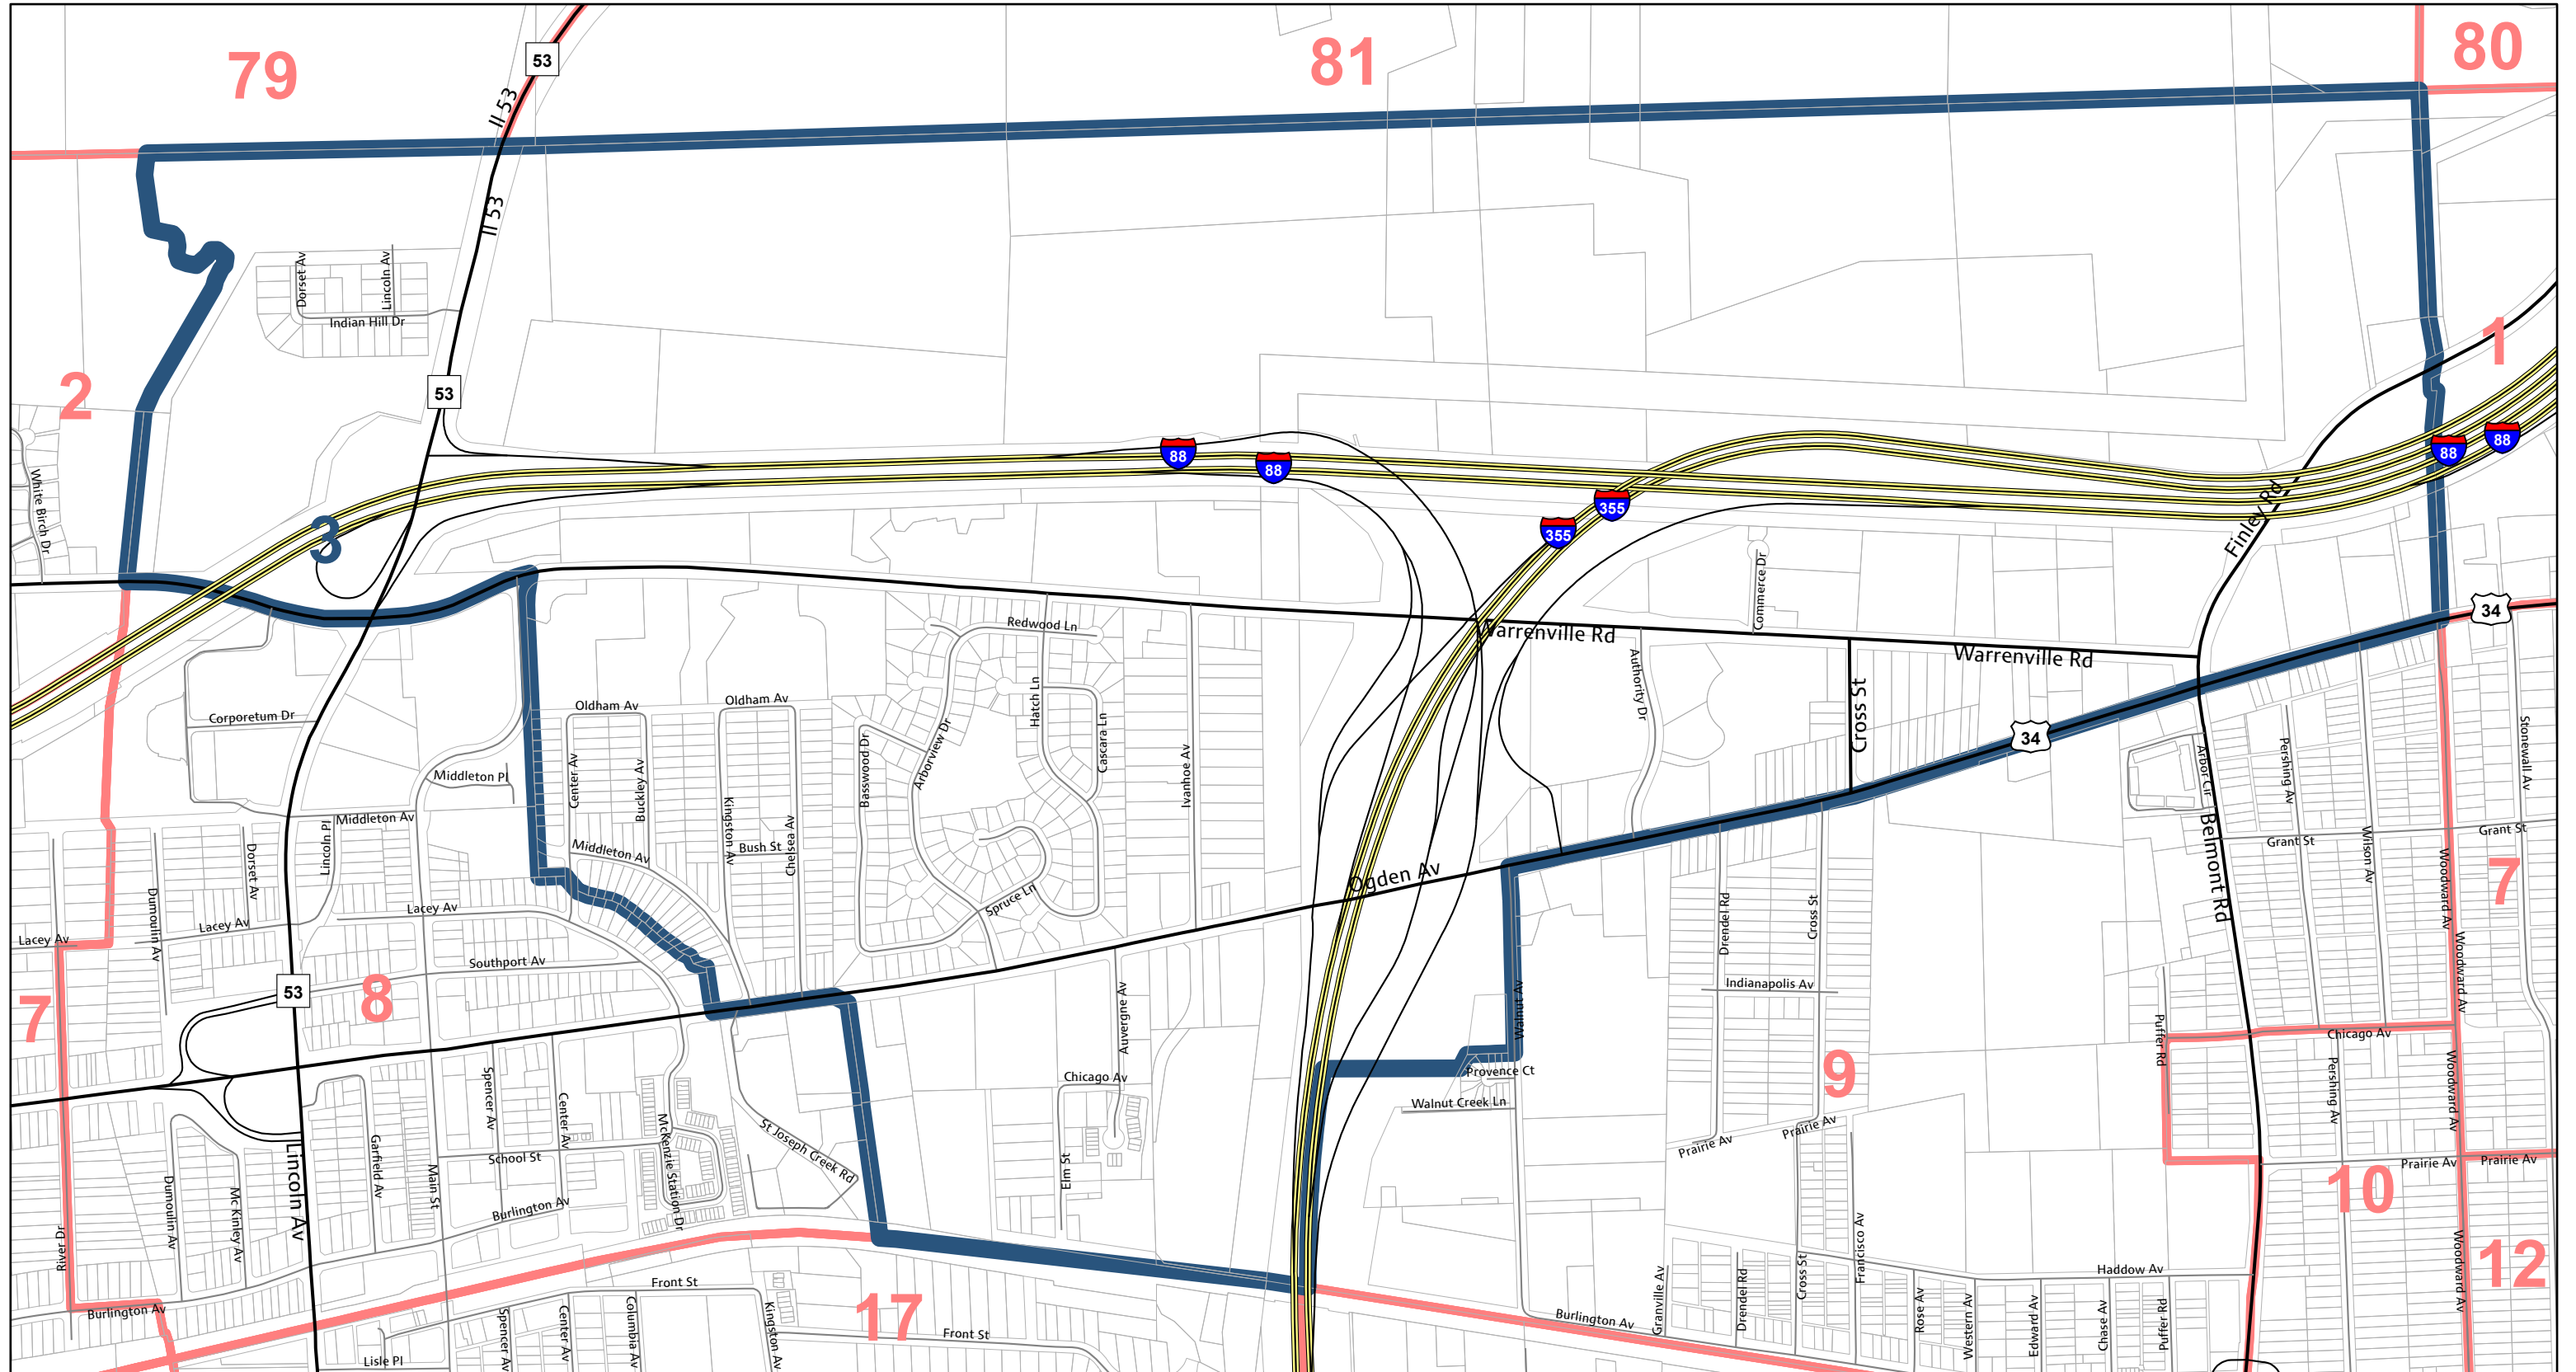 79
81
80
53
Il 53
Il 53
Dorset Av
Lincoln Av
Indian Hill Dr
2
53
1
88
88
88
88
White Birch Dr
3
355
355
Finley Rd
Commerce Dr
34
Redwood Ln
Warrenville Rd
Warrenville Rd
Authority Dr
Corporetum Dr
Oldham Av
Oldham Av
Hatch Ln
Cascara Ln
Cross St
34
Stonewall Av
Middleton Pl
Center Av
Buckley Av
Kingston Av
Chelsea Av
Basswood Dr
Arborview Dr
Ivanhoe Av
Arbor Cir
Pershing Av
Middleton Av
Lincoln Pl
Dorset Av
Bush St
Middleton Av
Belmont Rd
Grant St
Grant St
Wilson Av
Woodward Av
7
Ogden Av
Spruce Ln
Dumoulin Av
Lacey Av
Lacey Av
Lacey Av
Drendel Rd
Cross St
Southport Av
Woodward Av
53
8
7
Indianapolis Av
Auvergne Av
Walnut Av
Puffer Rd
Chicago Av
9
Provence Ct
Chicago Av
Walnut Creek Ln
Pershing Av
Woodward Av
Spencer Av
Center Av
McKenzie Station Dr
St Joseph Creek Rd
Prairie Av
Prairie Av
Prairie Av
Prairie Av
School St
Garfield Av
Main St
Lincoln Av
Elm St
10
Dumoulin Av
Mc Kinley Av
Burlington Av
River Dr
Francisco Av
12
Woodward Av
Haddow Av
Front St
17
Burlington Av
Burlington Av
Granville Av
Drendel Rd
Cross St
Rose Av
Western Av
Edward Av
Chase Av
Puffer Rd
Spencer Av
Center Av
Columbia Av
Kingston Av
Front St
Lisle Pl